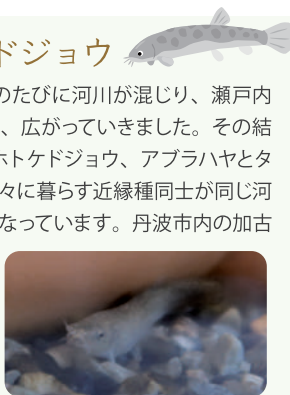 ドジョウ
のたびに河川が混じり、瀬戸内
、広がっていきました。その結
ホトケドジョウ、アブラハヤとタ
々に暮らす近縁種同士が同じ河
なっています。丹波市内の加古